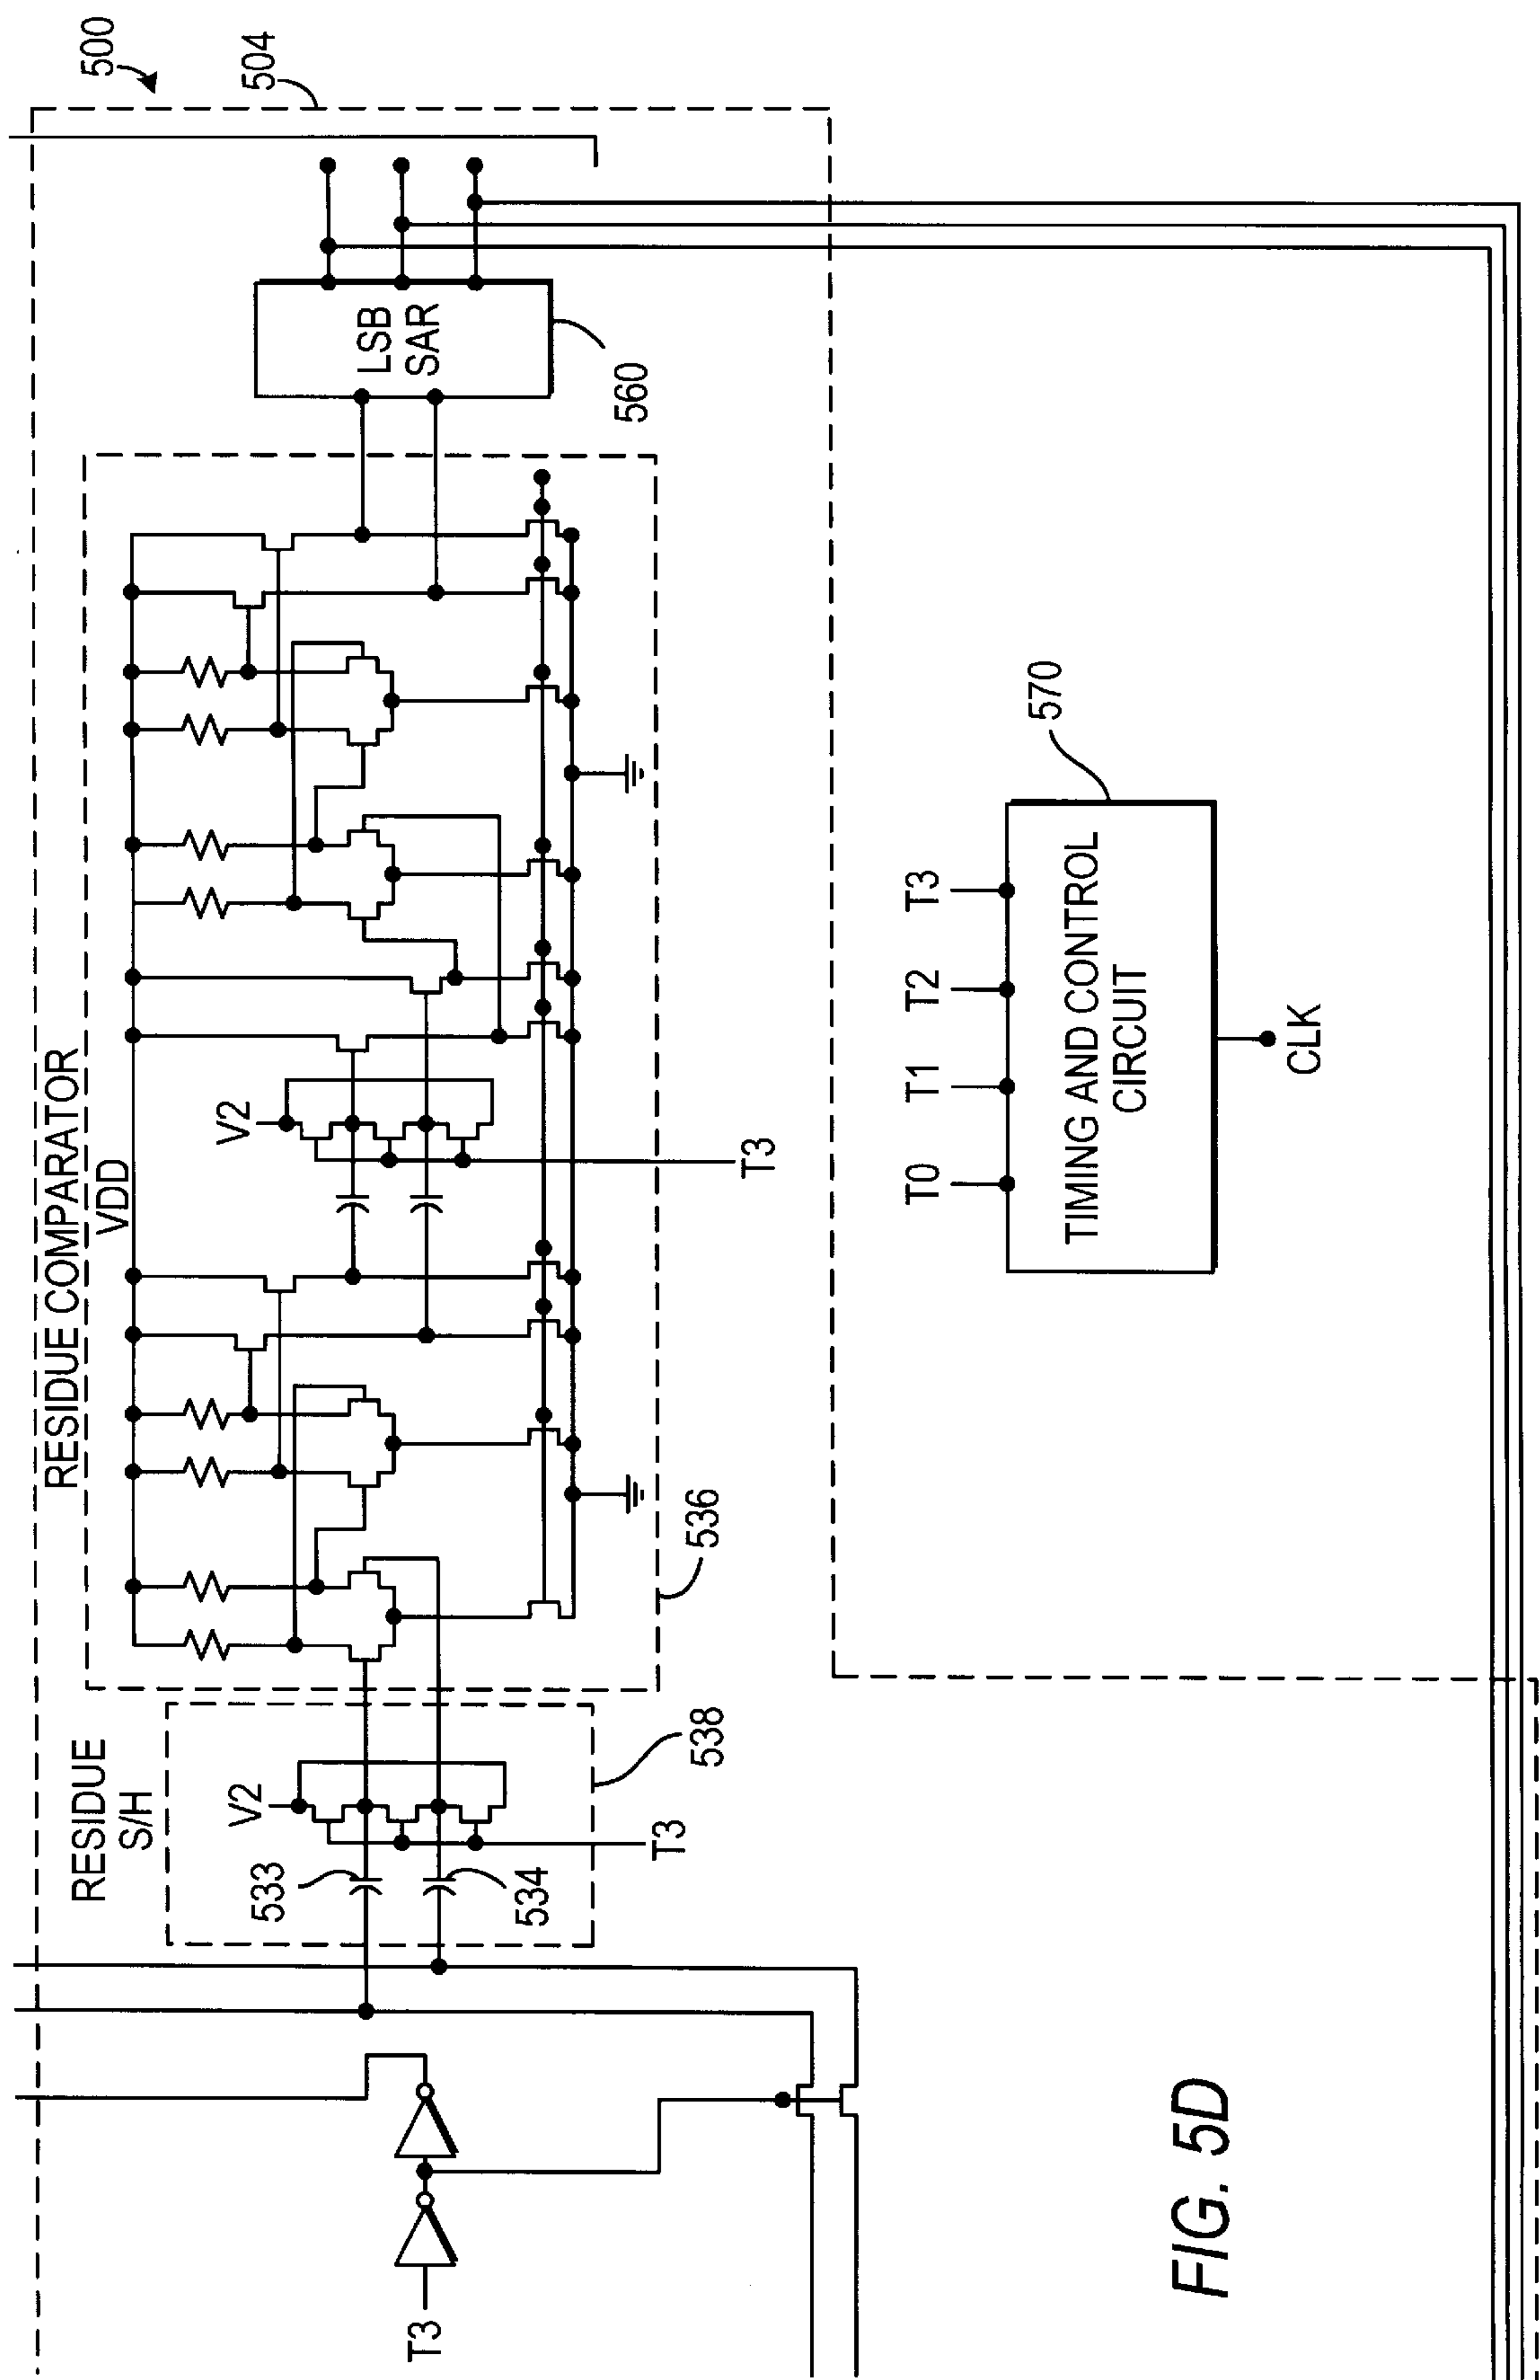 500
504
RESIDUE COMPARATOR
VDD
LSB
SAR
560
V2
T3
536
RESIDUE
S/H
V2
533
534
538
T3
T3
570
T0
T1
T2
T3
TIMING AND CONTROL
CIRCUIT
CLK
FIG. 5D